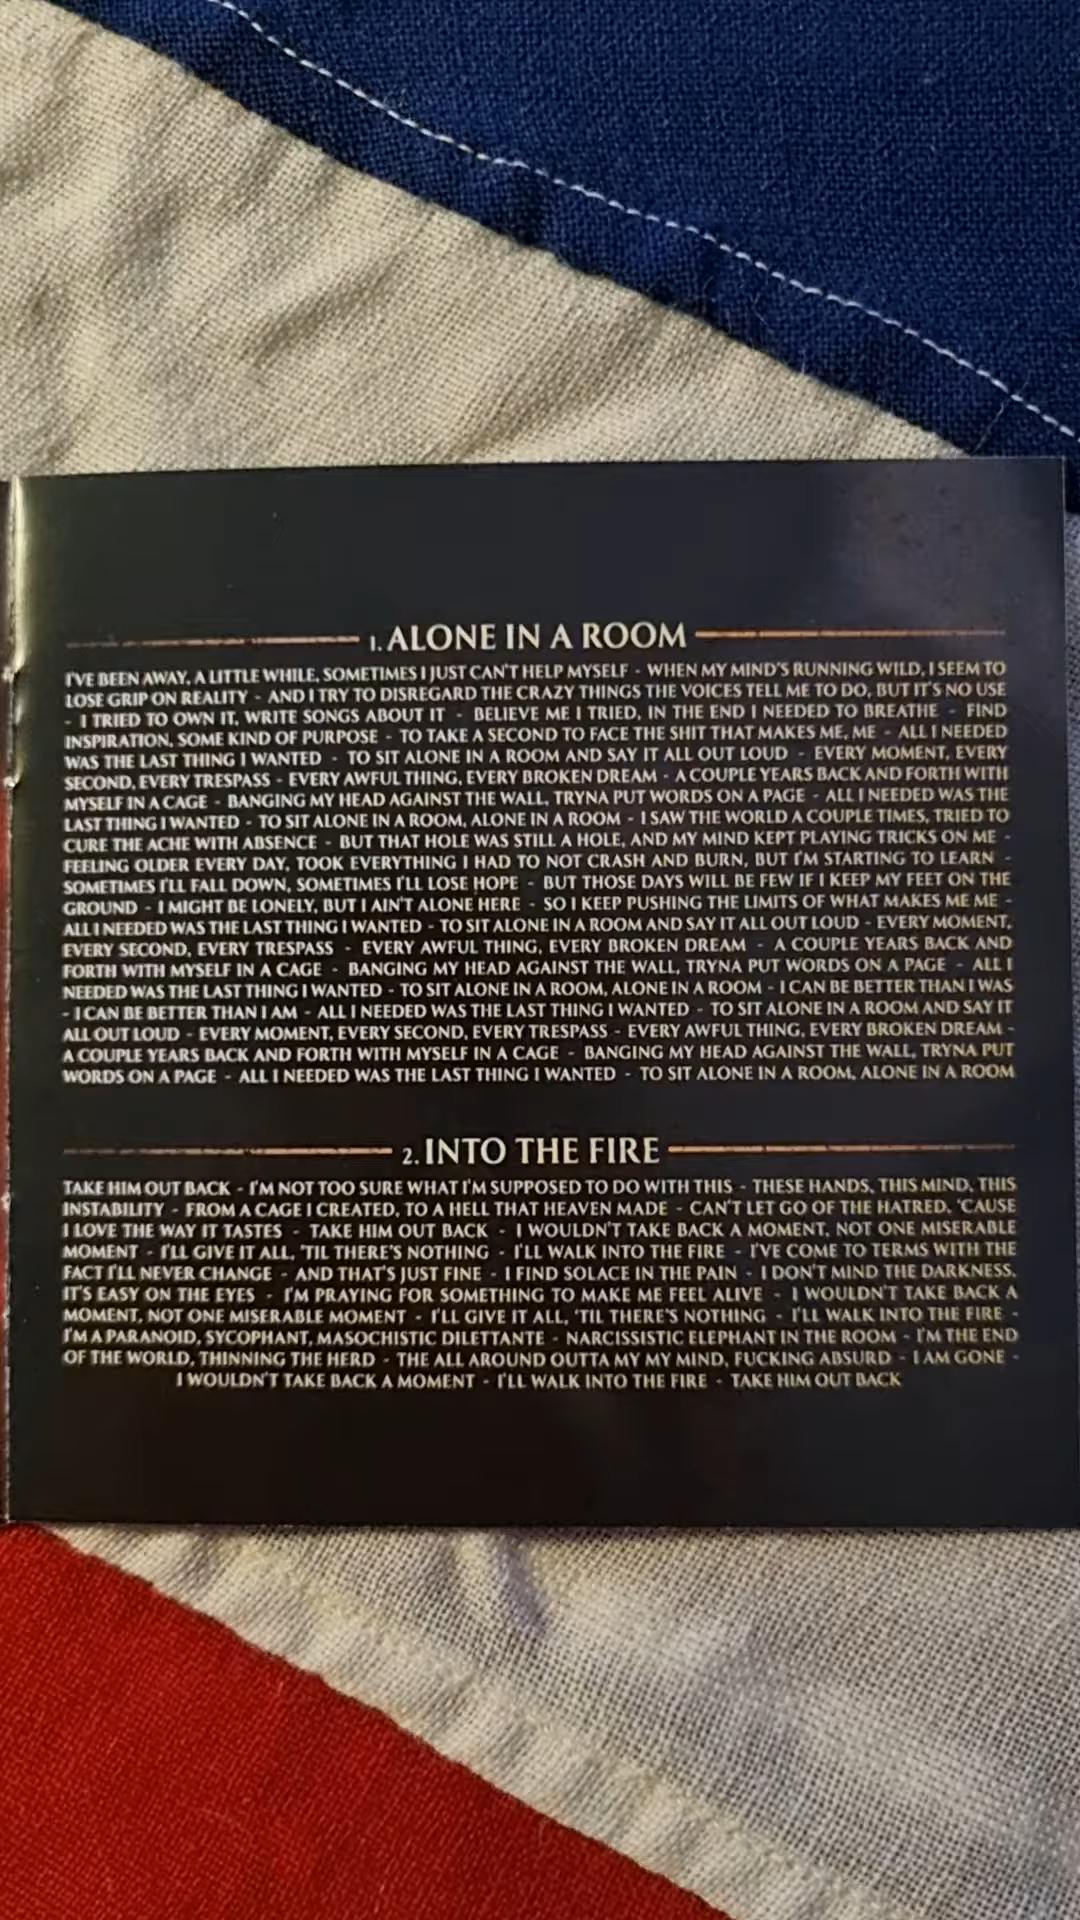 1. ALONE IN A ROOM
I'VE BEEN AWAY, A LITTLE WHILE, SOMETIMES I JUST CAN'T HELP MYSELF - WHEN MY MIND'S RUNNING WILD, I SEEM TO
LOSE GRIP ON REALITY - AND I TRY TO DISREGARD THE CRAZY THINGS THE VOICES TELL ME TO DO, BUT IT'S NO USE
- I TRIED TO OWN IT, WRITE SONGS ABOUT IT - BELIEVE ME I TRIED, IN THE END I NEEDED TO BREATHE - FIND
INSPIRATION, SOME KIND OF PURPOSE - TO TAKE A SECOND TO FACE THE SHIT THAT MAKES ME, ME - ALL I NEEDED
WAS THE LAST THING I WANTED - TO SIT ALONE IN A ROOM AND SAY IT ALL OUT LOUD - EVERY MOMENT, EVERY
SECOND, EVERY TRESPASS - EVERY AWFUL THING, EVERY BROKEN DREAM - A COUPLE YEARS BACK AND FORTH WITH
MYSELF IN A CAGE - BANGING MY HEAD AGAINST THE WALL, TRYNA PUT WORDS ON A PAGE - ALL I NEEDED WAS THE
LAST THING I WANTED - TO SIT ALONE IN A ROOM, ALONE IN A ROOM - I SAW THE WORLD A COUPLE TIMES, TRIED TO
CURE THE ACHE WITH ABSENCE - BUT THAT HOLE WAS STILL A HOLE, AND MY MIND KEPT PLAYING TRICKS ON ME -
FEELING OLDER EVERY DAY, TOOK EVERYTHING I HAD TO NOT CRASH AND BURN, BUT I'M STARTING TO LEARN -
SOMETIMES I'LL FALL DOWN, SOMETIMES I'LL LOSE HOPE - BUT THOSE DAYS WILL BE FEW IF I KEEP MY FEET ON THE
GROUND - I MIGHT BE LONELY, BUT I AIN'T ALONE HERE - SO I KEEP PUSHING THE LIMITS OF WHAT MAKES ME ME -
ALL I NEEDED WAS THE LAST THING I WANTED - TO SIT ALONE IN A ROOM AND SAY IT ALL OUT LOUD - EVERY MOMENT,
EVERY SECOND, EVERY TRESPASS - EVERY AWFUL THING, EVERY BROKEN DREAM - A COUPLE YEARS BACK AND
FORTH WITH MYSELF IN A CAGE - BANGING MY HEAD AGAINST THE WALL, TRYNA PUT WORDS ON A PAGE - ALL I
NEEDED WAS THE LAST THING I WANTED - TO SIT ALONE IN A ROOM, ALONE IN A ROOM - I CAN BE BETTER THAN I WAS
- I CAN BE BETTER THAN I AM - ALL I NEEDED WAS THE LAST THING I WANTED - TO SIT ALONE IN A ROOM AND SAY IT
ALL OUT LOUD - EVERY MOMENT, EVERY SECOND, EVERY TRESPASS - EVERY AWFUL THING, EVERY BROKEN DREAM -
A COUPLE YEARS BACK AND FORTH WITH MYSELF IN A CAGE - BANGING MY HEAD AGAINST THE WALL, TRYNA PUT
WORDS ON A PAGE - ALL I NEEDED WAS THE LAST THING I WANTED - TO SIT ALONE IN A ROOM, ALONE IN A ROOM
2. INTO THE FIRE
TAKE HIM OUT BACK - I'M NOT TOO SURE WHAT I'M SUPPOSED TO DO WITH THIS - THESE HANDS, THIS MIND, THIS
INSTABILITY - FROM A CAGE I CREATED, TO A HELL THAT HEAVEN MADE - CAN'T LET GO OF THE HATRED, 'CAUSE
I LOVE THE WAY IT TASTES - TAKE HIM OUT BACK - I WOULDN'T TAKE BACK A MOMENT, NOT ONE MISERABLE
MOMENT - I'LL GIVE IT ALL, 'TIL THERE'S NOTHING - I'LL WALK INTO THE FIRE - I'VE COME TO TERMS WITH THE
FACT I'LL NEVER CHANGE - AND THAT'S JUST FINE - I FIND SOLACE IN THE PAIN - I DON'T MIND THE DARKNESS,
IT'S EASY ON THE EYES - I'M PRAYING FOR SOMETHING TO MAKE ME FEEL ALIVE - I WOULDN'T TAKE BACK A
MOMENT, NOT ONE MISERABLE MOMENT - I'LL GIVE IT ALL, 'TIL THERE'S NOTHING - I'LL WALK INTO THE FIRE -
I'M A PARANOID, SYCOPHANT, MASOCHISTIC DILETTANTE - NARCISSISTIC ELEPHANT IN THE ROOM - I'M THE END
OF THE WORLD, THINNING THE HERD - THE ALL AROUND OUTTA MY MY MIND, FUCKING ABSURD - I AM GONE -
I WOULDN'T TAKE BACK A MOMENT - I'LL WALK INTO THE FIRE - TAKE HIM OUT BACK